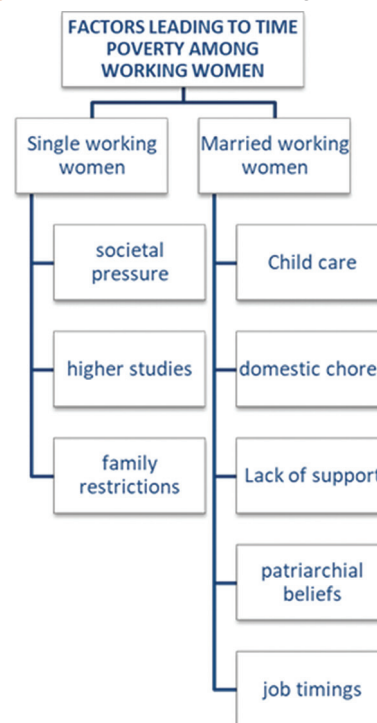 FACTORS LEADING TO TIME
POVERTY AMONG
WORKING WOMEN
Single working
women
societal
pressure
higher studies
family
restrictions
Married working
women
Child care
domestic chore
Lack of support
patriarchial
beliefs
job timings